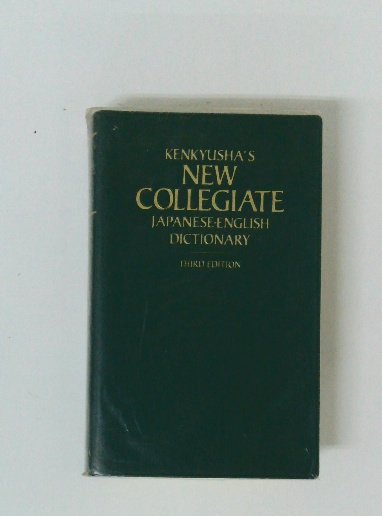 KENKYUSHA'S
NEW
COLLEGIATE
JAPANESE-ENGLISH
DICTIONARY
THIRD EDITION